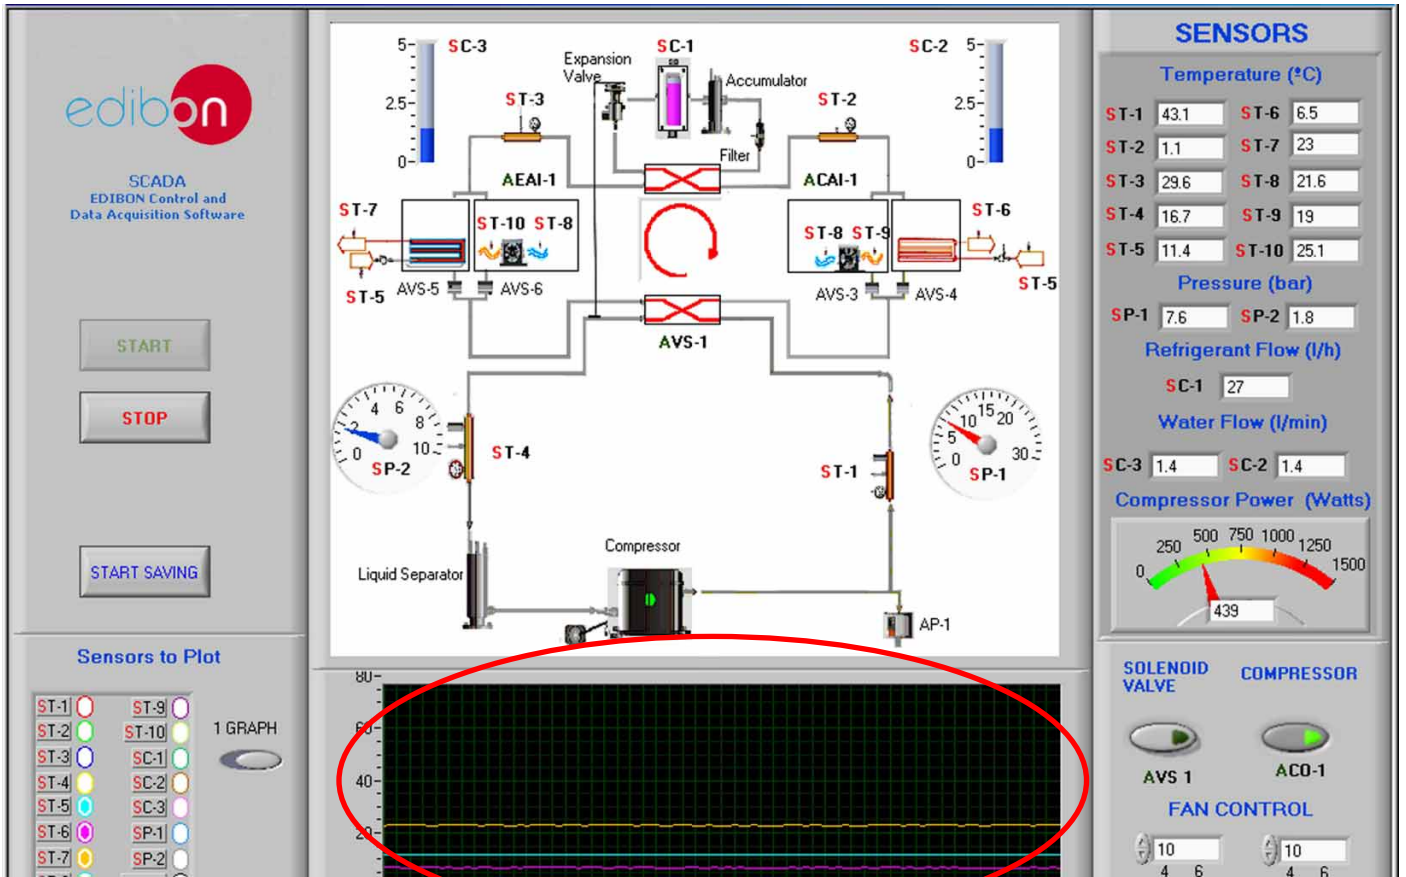 edibon
SCADA
EDIBON Control and
Data Acquisition Software
START
STOP
START SAVING
Sensors to Plot
ST-1
ST-2
ST-3
ST-4
ST-5
ST-6
ST-7
ST-9
ST-10
SC-1
SC-2
SC-3
SP-1
SP-2
1 GRAPH
5-
2.5-
0-
SC-3
Expansion
Valve
SC-1
Accumulator
SC-2
5-
2.5-
0-
ST-3
ST-2
Filter
AEAI-1
ACAI-1
ST-7
ST-10
ST-8
ST-8
ST-9
ST-6
ST-5
AVS-5
AVS-6
AVS-3
AVS-4
ST-5
AVS-1
0
2
4
6
8
10
SP-2
ST-4
ST-1
0
5
10
15
20
30
SP-1
Liquid Separator
Compressor
AP-1
80-
60-
40-
20-
SENSORS
Temperature (ºC)
ST-1 43.1 ST-6 6.5
ST-2 1.1 ST-7 23
ST-3 29.6 ST-8 21.6
ST-4 16.7 ST-9 19
ST-5 11.4 ST-10 25.1
Pressure (bar)
SP-1 7.6 SP-2 1.8
Refrigerant Flow (l/h)
SC-1 27
Water Flow (l/min)
SC-3 1.4 SC-2 1.4
Compressor Power (Watts)
0 250 500 750 1000 1250 1500
439
SOLENOID
VALVE
COMPRESSOR
AVS 1
ACO-1
FAN CONTROL
10 10
4 6 4 6